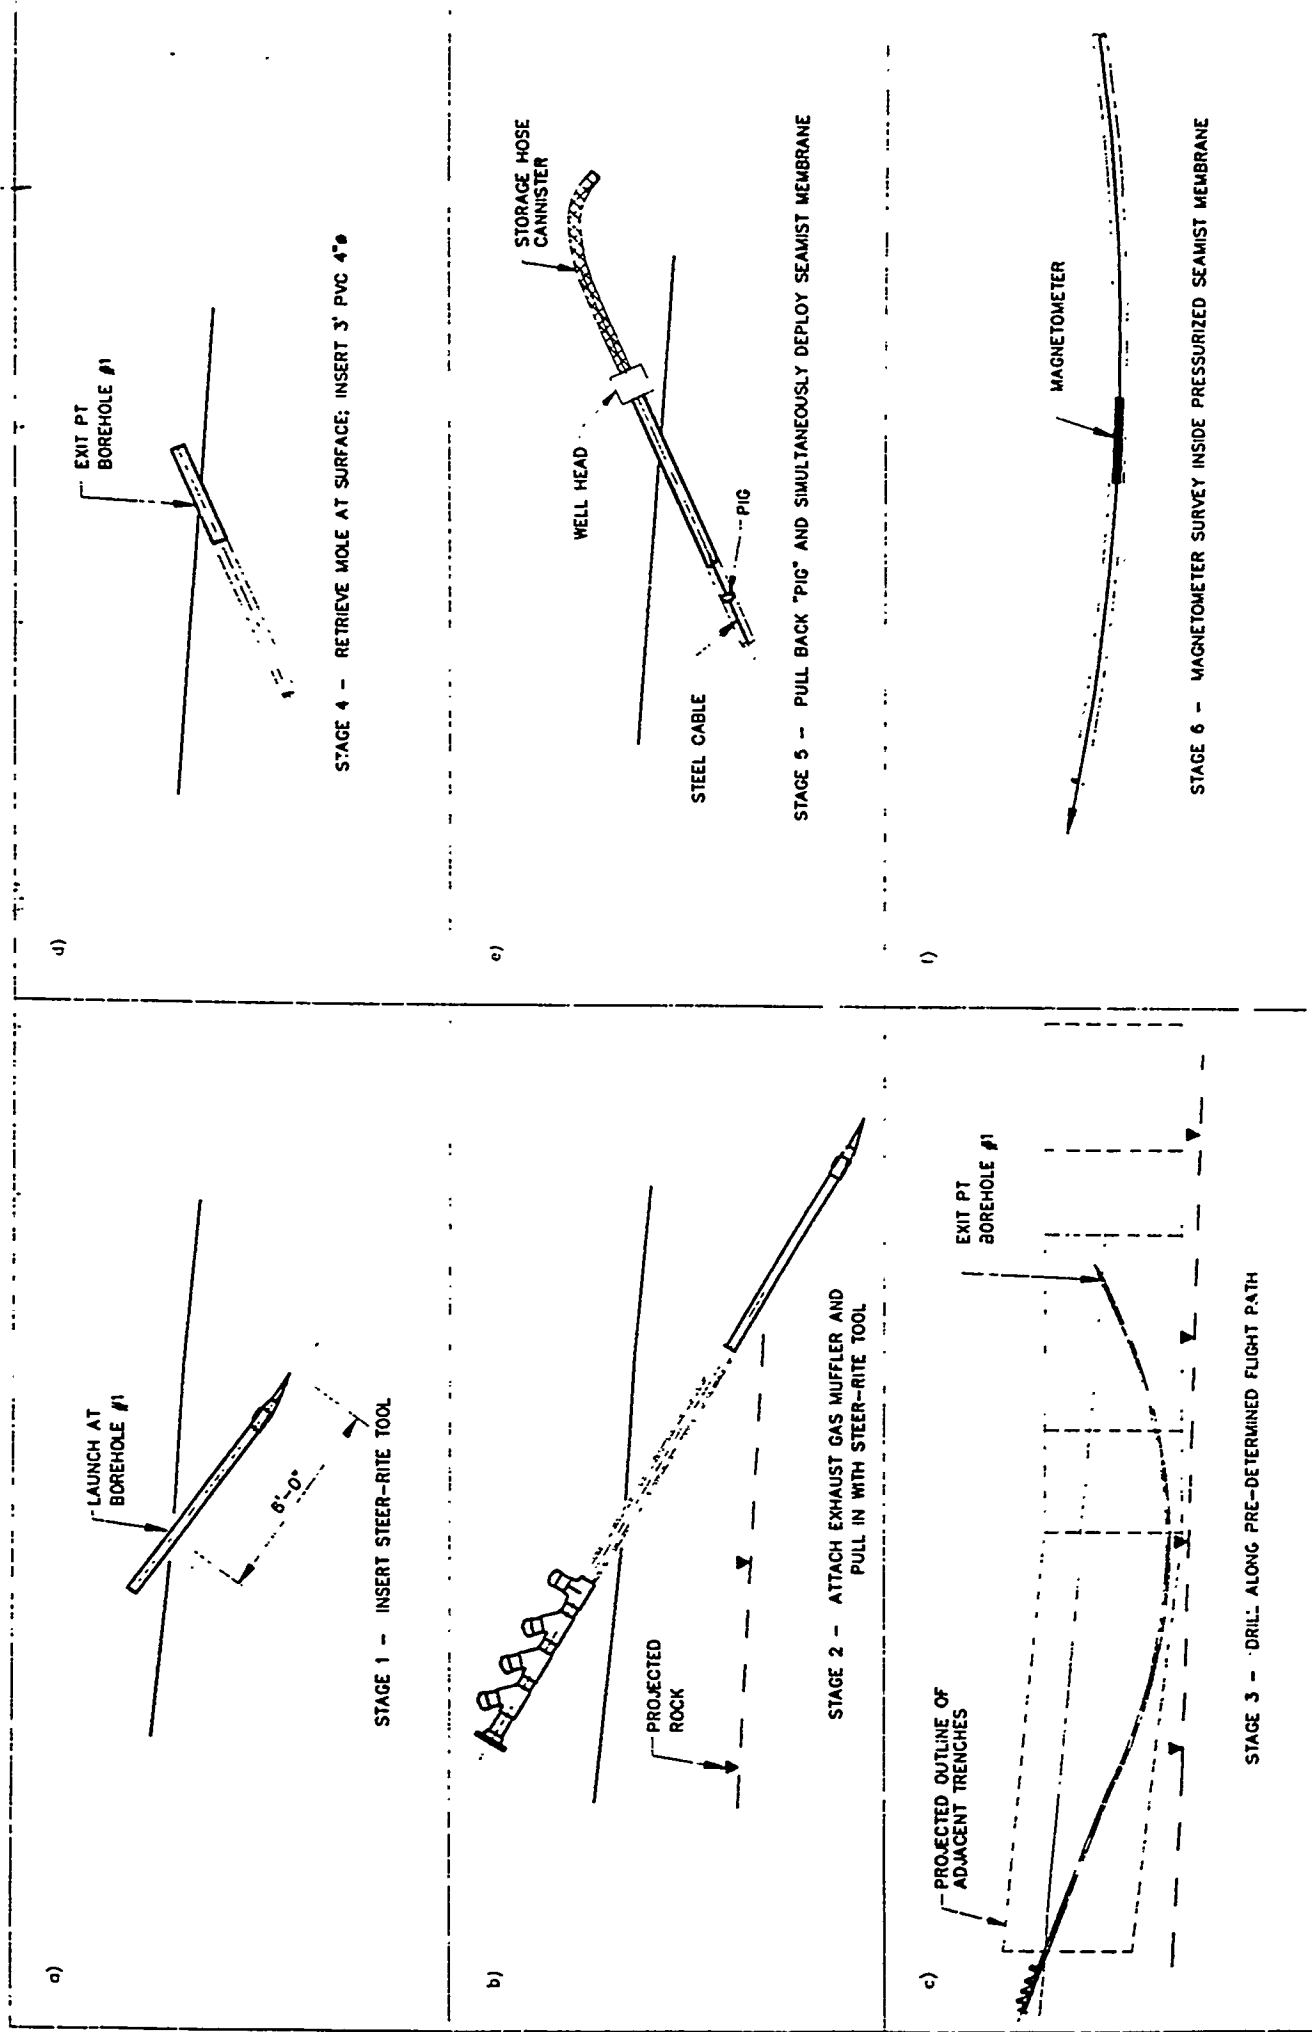 a)
LAUNCH AT
BOREHOLE #1
6'-0"
STAGE 1 - INSERT STEER-RITE TOOL
b)
PROJECTED
ROCK
STAGE 2 - ATTACH EXHAUST GAS MUFFLER AND
PULL IN WITH STEER-RITE TOOL
c)
PROJECTED OUTLINE OF
ADJACENT TRENCHES
EXIT PT
BOREHOLE #1
STAGE 3 - DRILL ALONG PRE-DETERMINED FLIGHT PATH
d)
EXIT PT
BOREHOLE #1
STAGE 4 - RETRIEVE MOLE AT SURFACE; INSERT 3' PVC 4"ø
e)
STORAGE HOSE
CANNISTER
WELL HEAD
PIG
STEEL CABLE
STAGE 5 - PULL BACK "PIG" AND SIMULTANEOUSLY DEPLOY SEAMIST MEMBRANE
f)
MAGNETOMETER
STAGE 6 - MAGNETOMETER SURVEY INSIDE PRESSURIZED SEAMIST MEMBRANE